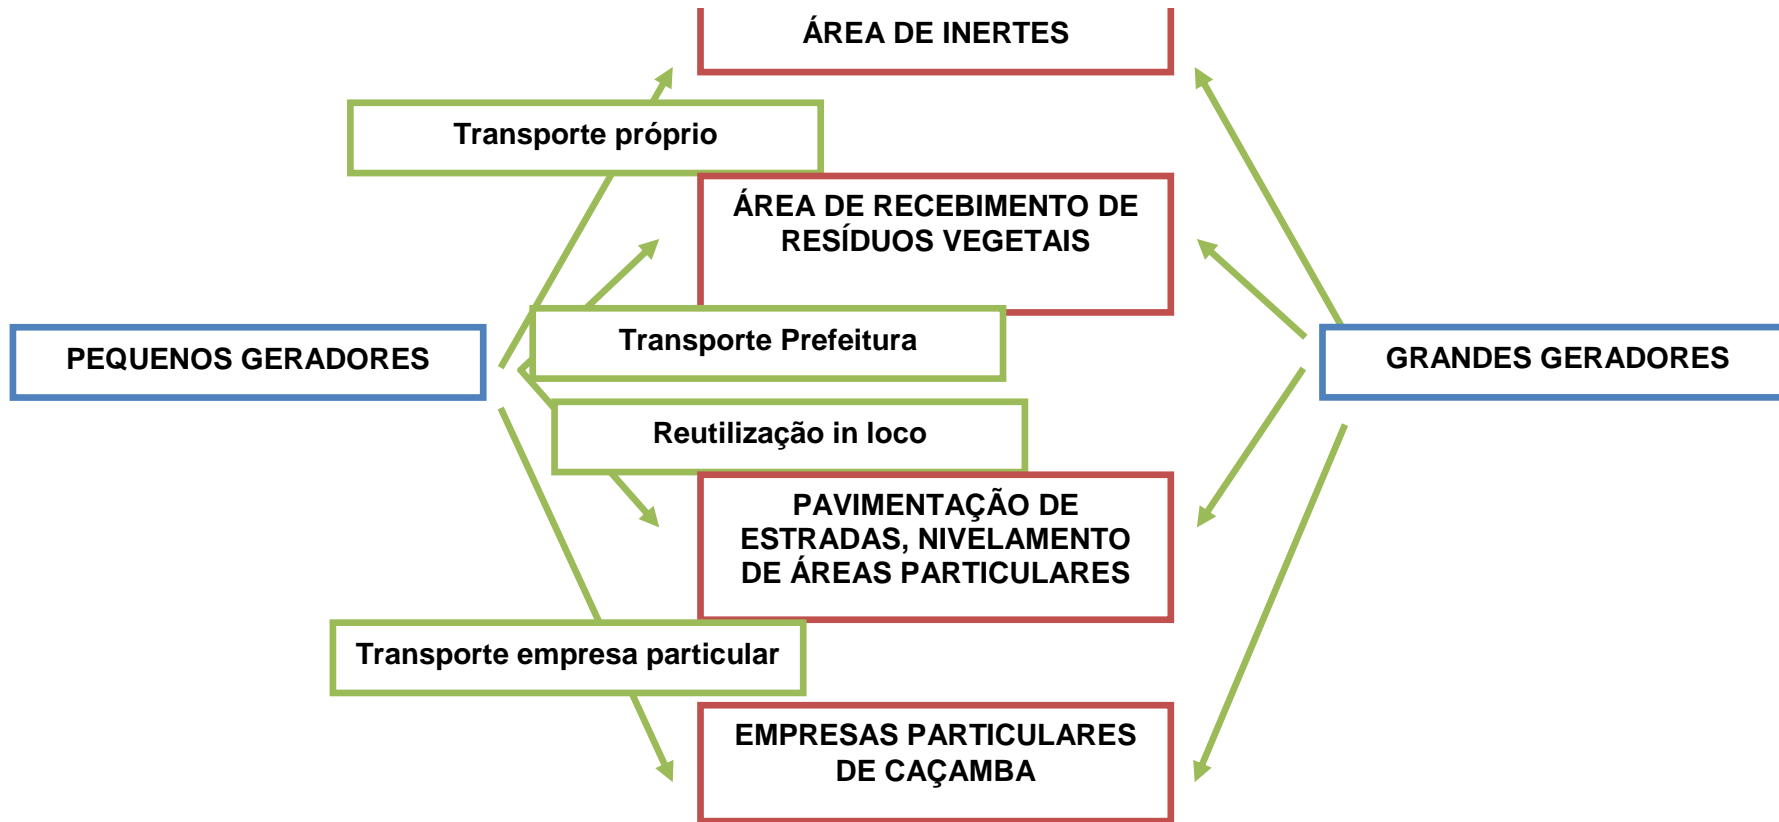 ÁREA DE INERTES
Transporte próprio
ÁREA DE RECEBIMENTO DE
RESÍDUOS VEGETAIS
Transporte Prefeitura
PEQUENOS GERADORES
GRANDES GERADORES
Reutilização in loco
PAVIMENTAÇÃO DE
ESTRADAS, NIVELAMENTO
DE ÁREAS PARTICULARES
Transporte empresa particular
EMPRESAS PARTICULARES
DE CAÇAMBA